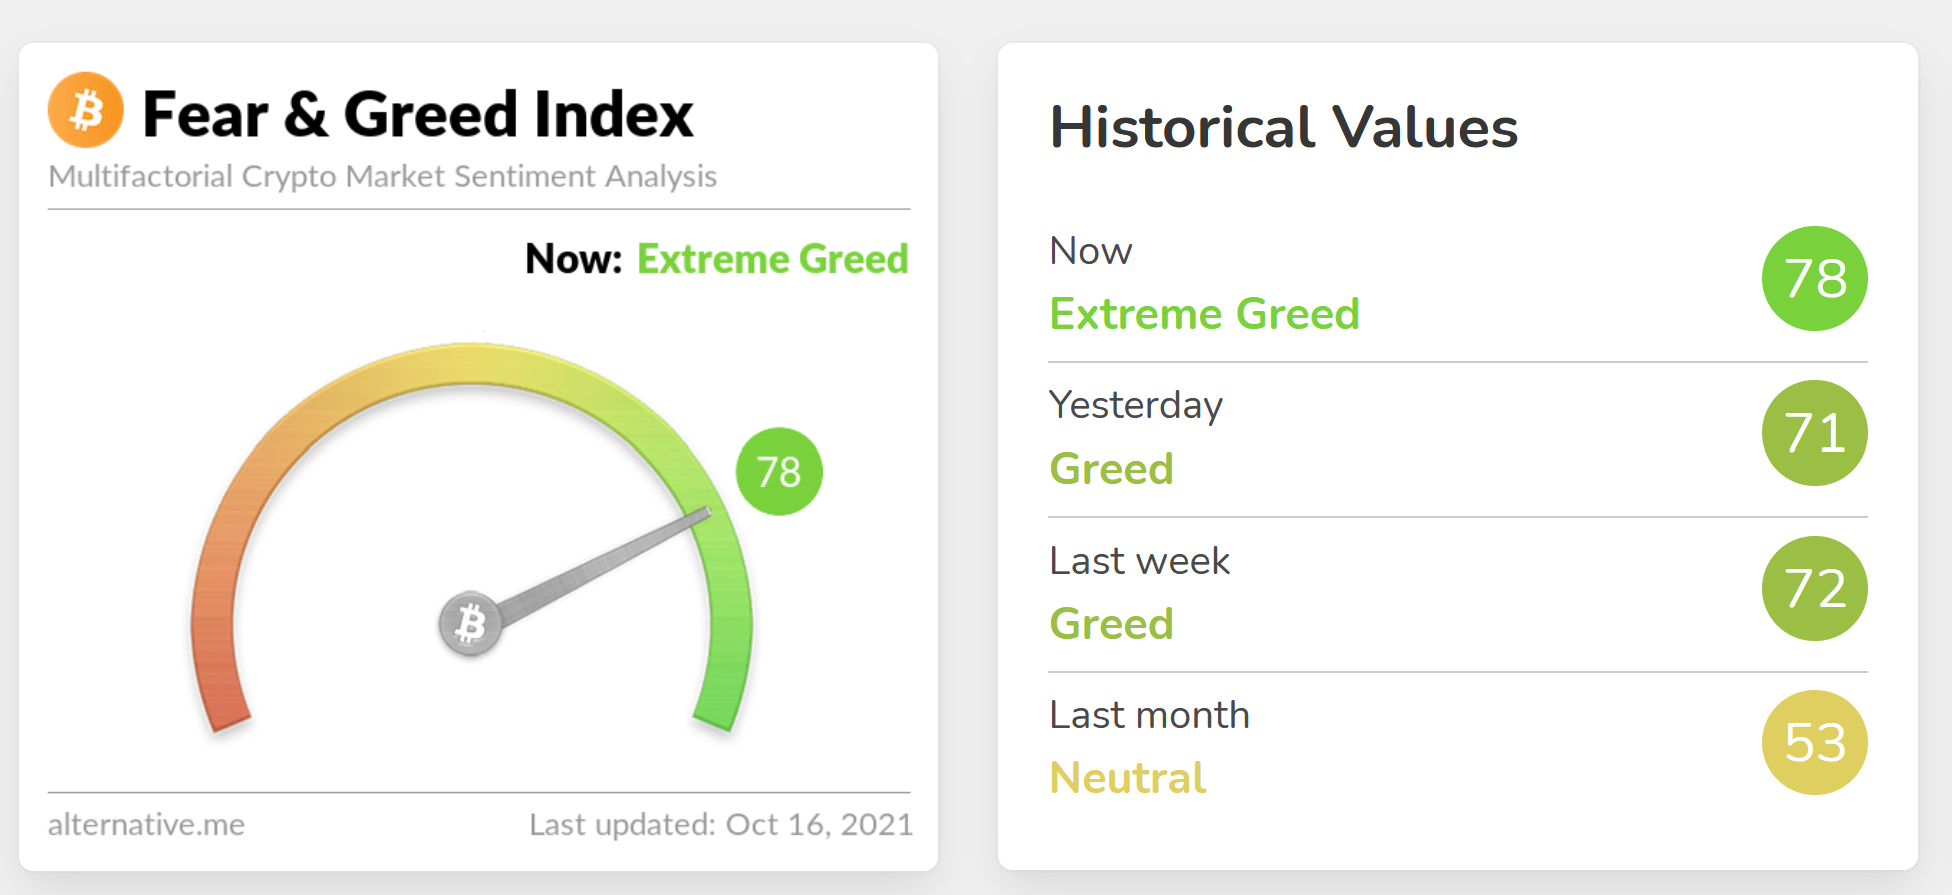 Fear & Greed Index
Multifactorial Crypto Market Sentiment Analysis
Now: Extreme Greed
78
alternative.me
Last updated: Oct 16, 2021
Historical Values
Now
Extreme Greed
78
Yesterday
Greed
71
Last week
Greed
72
Last month
Neutral
53